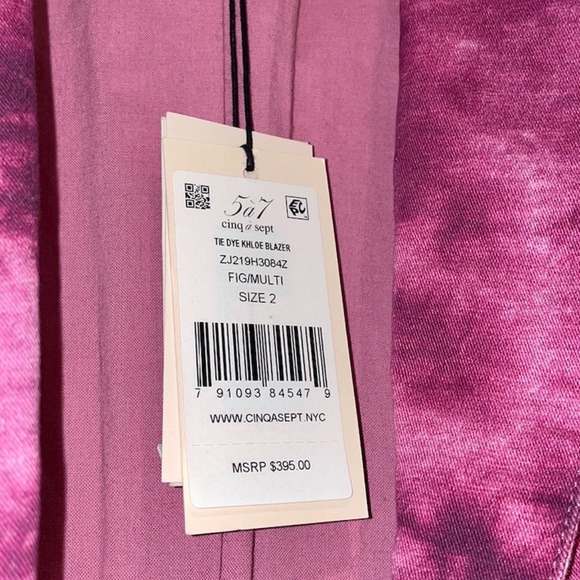 5à7
cinq à sept
TIE DYE KHLOE BLAZER
ZJ219H3084Z
FIG/MULTI
SIZE 2
7 91093 84547 9
WWW.CINQASEPT.NYC
MSRP $395.00